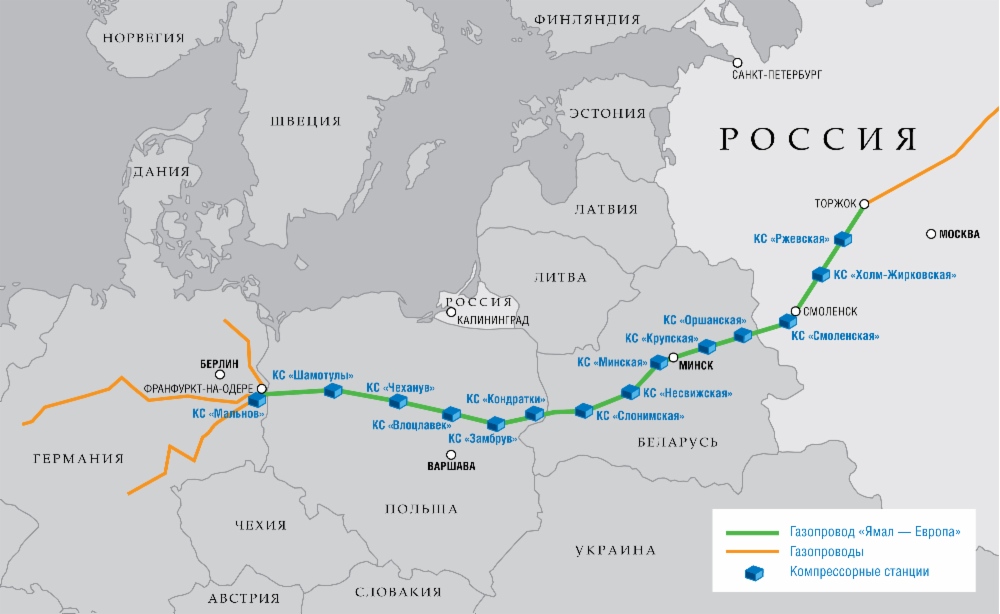 ФИНЛЯНДИЯ
НОРВЕГИЯ
САНКТ-ПЕТЕРБУРГ
ШВЕЦИЯ
ЭСТОНИЯ
РОССИЯ
ДАНИЯ
ЛАТВИЯ
ТОРЖОК
КС «Ржевская»
МОСКВА
ЛИТВА
КС «Холм-Жирковская»
РОССИЯ
КАЛИНИНГРАД
СМОЛЕНСК
КС «Оршанская»
КС «Смоленская»
КС «Крупская»
БЕРЛИН
КС «Минская»
МИНСК
КС «Шамотулы»
ФРАНФУРКТ-НА-ОДЕРЕ
КС «Чеханув»
КС «Несвижская»
КС «Кондратки»
КС «Мальнов»
КС «Слонимская»
КС «Влоцлавек»
КС «Замбрув»
БЕЛАРУСЬ
ГЕРМАНИЯ
ВАРШАВА
ПОЛЬША
ЧЕХИЯ
Газопровод «Ямал — Европа»
УКРАИНА
Газопроводы
Компрессорные станции
СЛОВАКИЯ
АВСТРИЯ